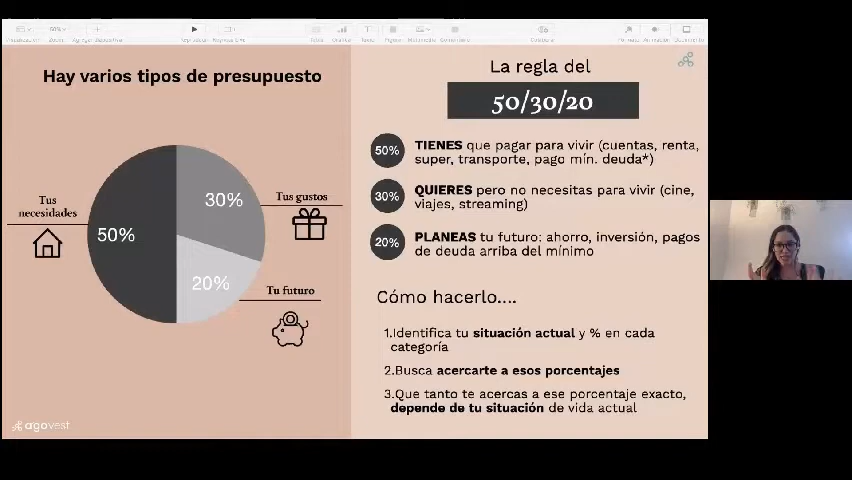 50%
Hay varios tipos de presupuesto
Tus
necesidades
50%
30%
20%
Tus gustos
Tu futuro
agovest
La regla del
50/30/20
50%
TIENES que pagar para vivir (cuentas, renta,
super, transporte, pago mín. deuda*)
30%
QUIERES pero no necesitas para vivir (cine,
viajes, streaming)
20%
PLANEAS tu futuro: ahorro, inversión, pagos
de deuda arriba del mínimo
Cómo hacerlo....
1.Identifica tu situación actual y % en cada
categoría
2.Busca acercarte a esos porcentajes
3.Que tanto te acercas a ese porcentaje exacto,
depende de tu situación de vida actual